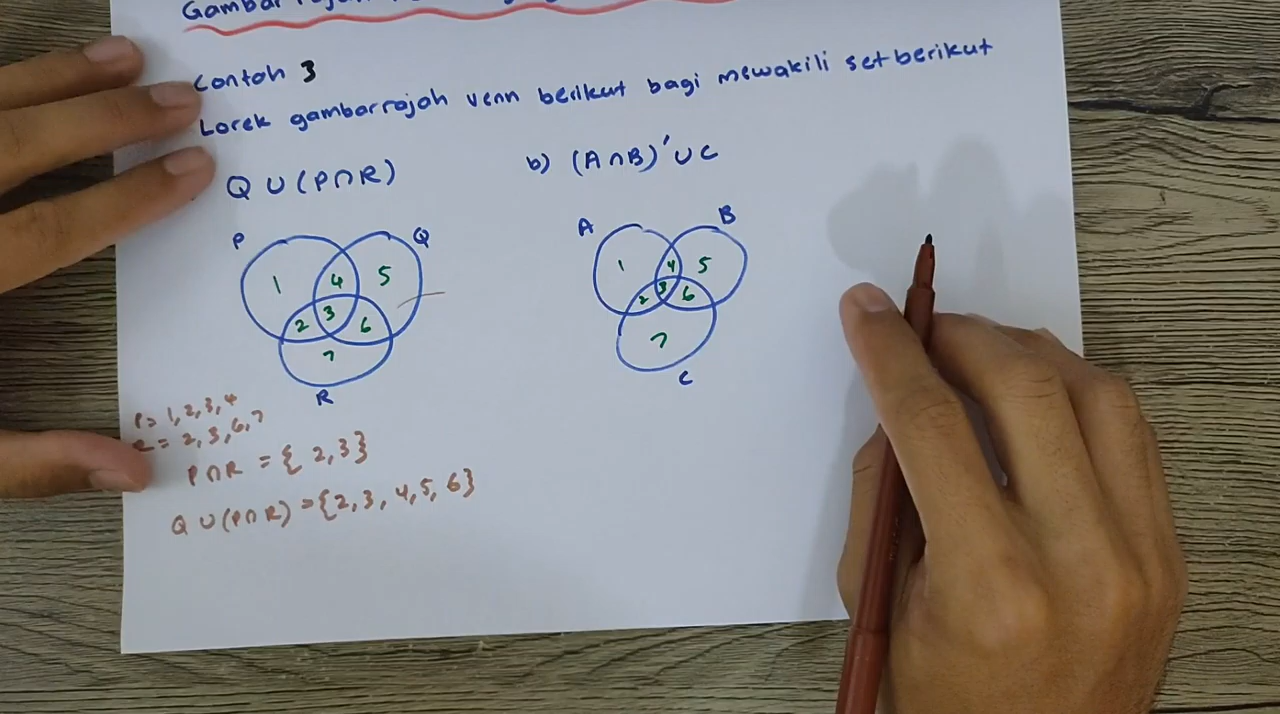 Gambar rajah
Contoh 3
Lorek gambarrajah venn berikut bagi mewakili set berikut
Q ∪ (P∩R)
b) (A∩B)′ ∪ C
P
Q
1
4
5
3
2
6
7
R
A
B
1
4
5
3
2
6
7
C
P = 1, 2, 3, 4
R = 2, 3, 6, 7
P∩R = { 2, 3}
Q ∪ (P∩R) = {2, 3, 4, 5, 6}